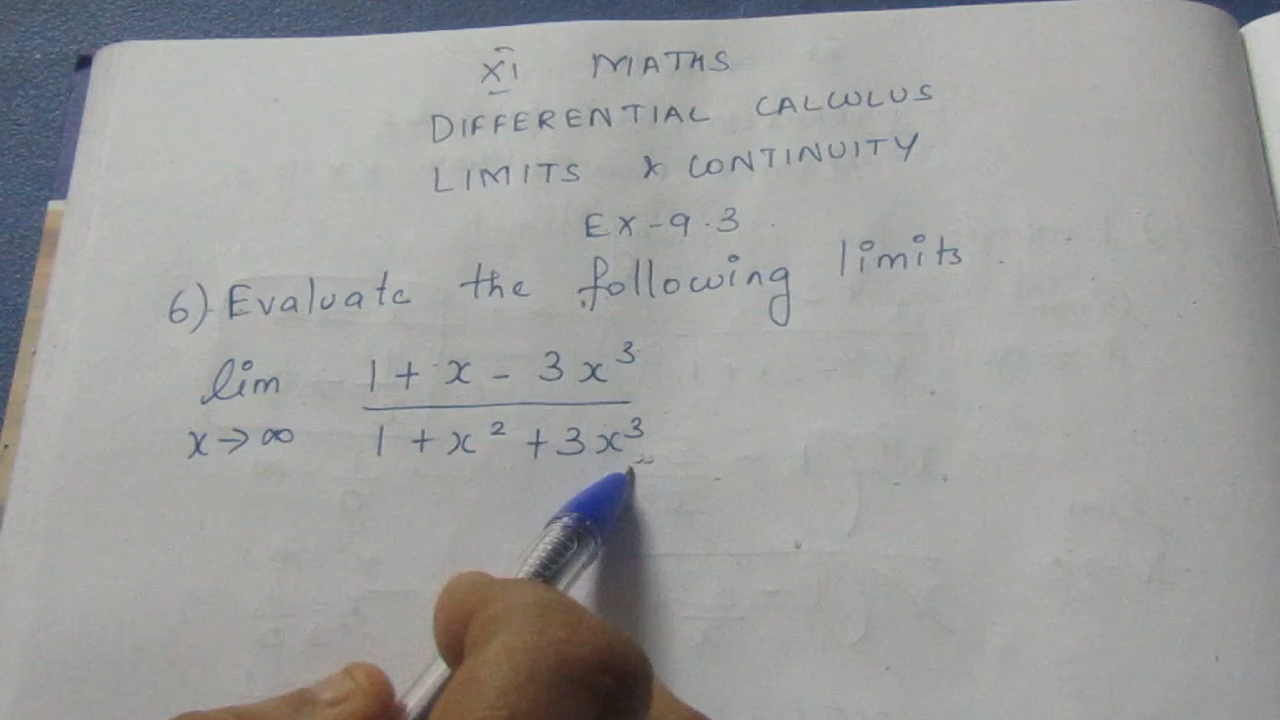 XI MATHS
DIFFERENTIAL CALCULUS
LIMITS & CONTINUITY
EX-9.3
6) Evaluate the following limits.
lim x→∞ (1 + x - 3x³) / (1 + x² + 3x³)